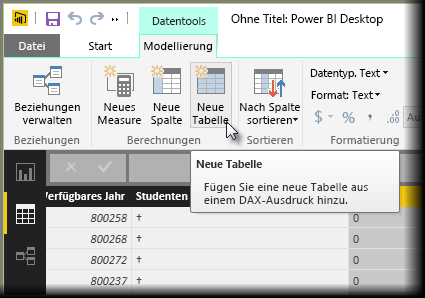 Datentools
Ohne Titel: Power BI Desktop
Datei
Start
Modellierung
Beziehungen
verwalten
Neues
Measure
Neue
Spalte
Neue
Tabelle
Nach Spalte
sortieren
Datentyp. Text
Format: Text
$ % ,
Au
Beziehungen
Berechnungen
Sortieren
Formatierung
Neue Tabelle
Fügen Sie eine neue Tabelle aus
einem DAX-Ausdruck hinzu.
Verfügbares Jahr Studenten
800258 † 0
800268 † 0
800272 † 0
800237 † 0